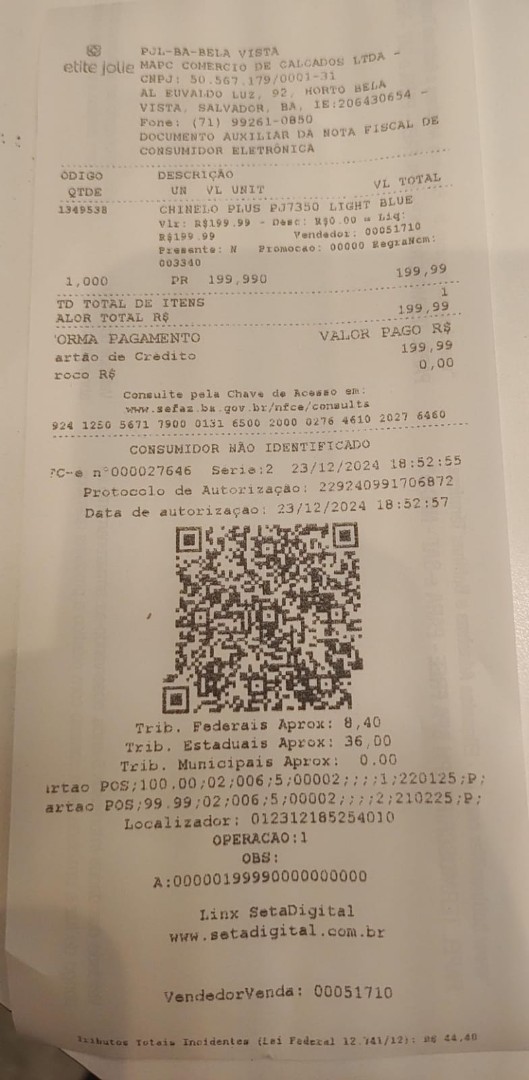 PJL-BA-BELA VISTA
etite jolie MAPC COMERCIO DE CALCADOS LTDA -
CNPJ: 50.567.179/0001-31
AL EUVALDO LUZ, 92, HORTO BELA
VISTA, SALVADOR, BA, IE:206430654 -
Fone: (71) 99261-0850
DOCUMENTO AUXILIAR DA NOTA FISCAL DE
CONSUMIDOR ELETRÔNICA
ÓDIGO DESCRIÇÃO
QTDE UN VL UNIT VL TOTAL
1349538 CHINELO PLUS PJ7350 LIGHT BLUE
Vlr: R$199.99 - Desc: R$0.00 = Liq:
R$199.99 Vendedor: 00051710
Presente: N Promocao: 00000 RegraNcm:
003340
1,000 PR 199,990 199,99
TD TOTAL DE ITENS 1
ALOR TOTAL R$ 199,99
ORMA PAGAMENTO VALOR PAGO R$
artão de Crédito 199,99
roco R$ 0,00
Consulte pela Chave de Acesso em:
www.sefaz.ba.gov.br/nfce/consulta
924 1250 5671 7900 0131 6500 2000 0276 4610 2027 6460
CONSUMIDOR NÃO IDENTIFICADO
FC-e n°000027646 Serie:2 23/12/2024 18:52:55
Protocolo de Autorização: 229240991706872
Data de autorização: 23/12/2024 18:52:57
Trib. Federais Aprox: 8,40
Trib. Estaduais Aprox: 36,00
Trib. Municipais Aprox: 0.00
artao POS;100.00;02;006;5;00002;;;;1;220125;P;
artao POS;99.99;02;006;5;00002;;;;2;210225;P;
Localizador: 012312185254010
OPERACAO:1
OBS:
A:00000199990000000000
Linx SetaDigital
www.setadigital.com.br
VendedorVenda: 00051710
Tributos Totais Incidentes (Lei Federal 12.741/12): R$ 44,40